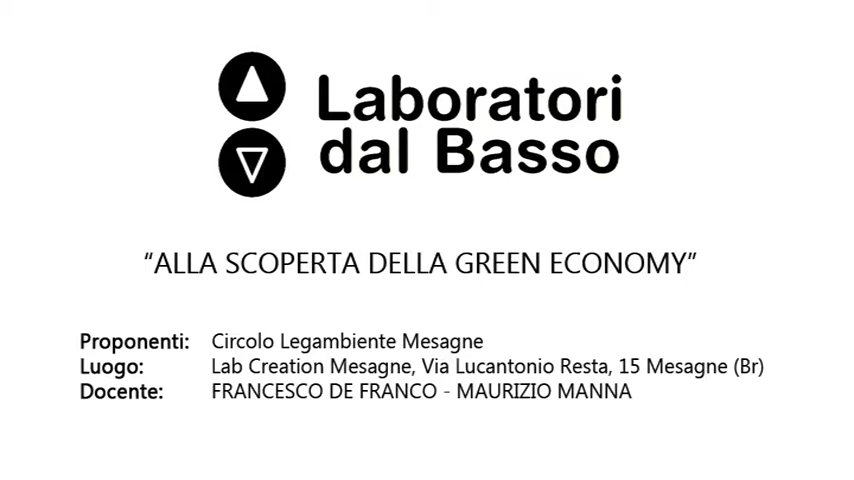 Laboratori
dal Basso
“ALLA SCOPERTA DELLA GREEN ECONOMY”
Proponenti: Circolo Legambiente Mesagne
Luogo: Lab Creation Mesagne, Via Lucantonio Resta, 15 Mesagne (Br)
Docente: FRANCESCO DE FRANCO - MAURIZIO MANNA